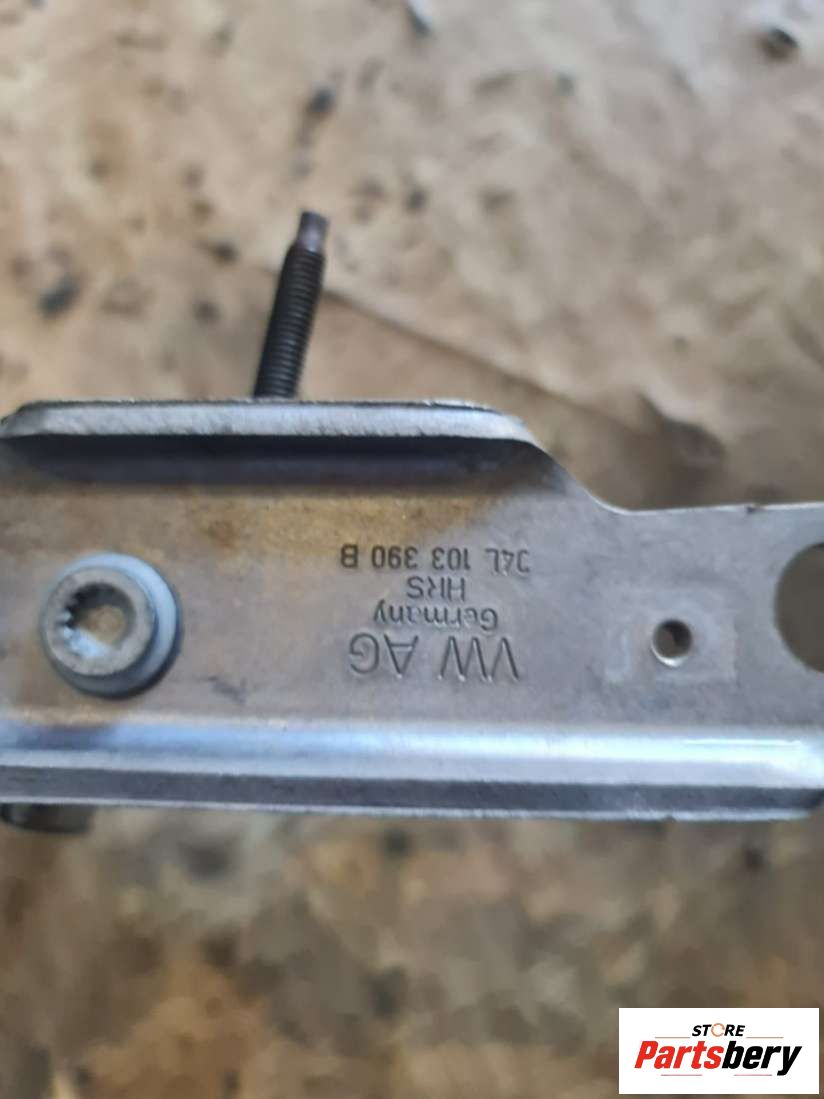 VW AG
Germany
HRS
04L 103 390 B
STORE
Partsbery